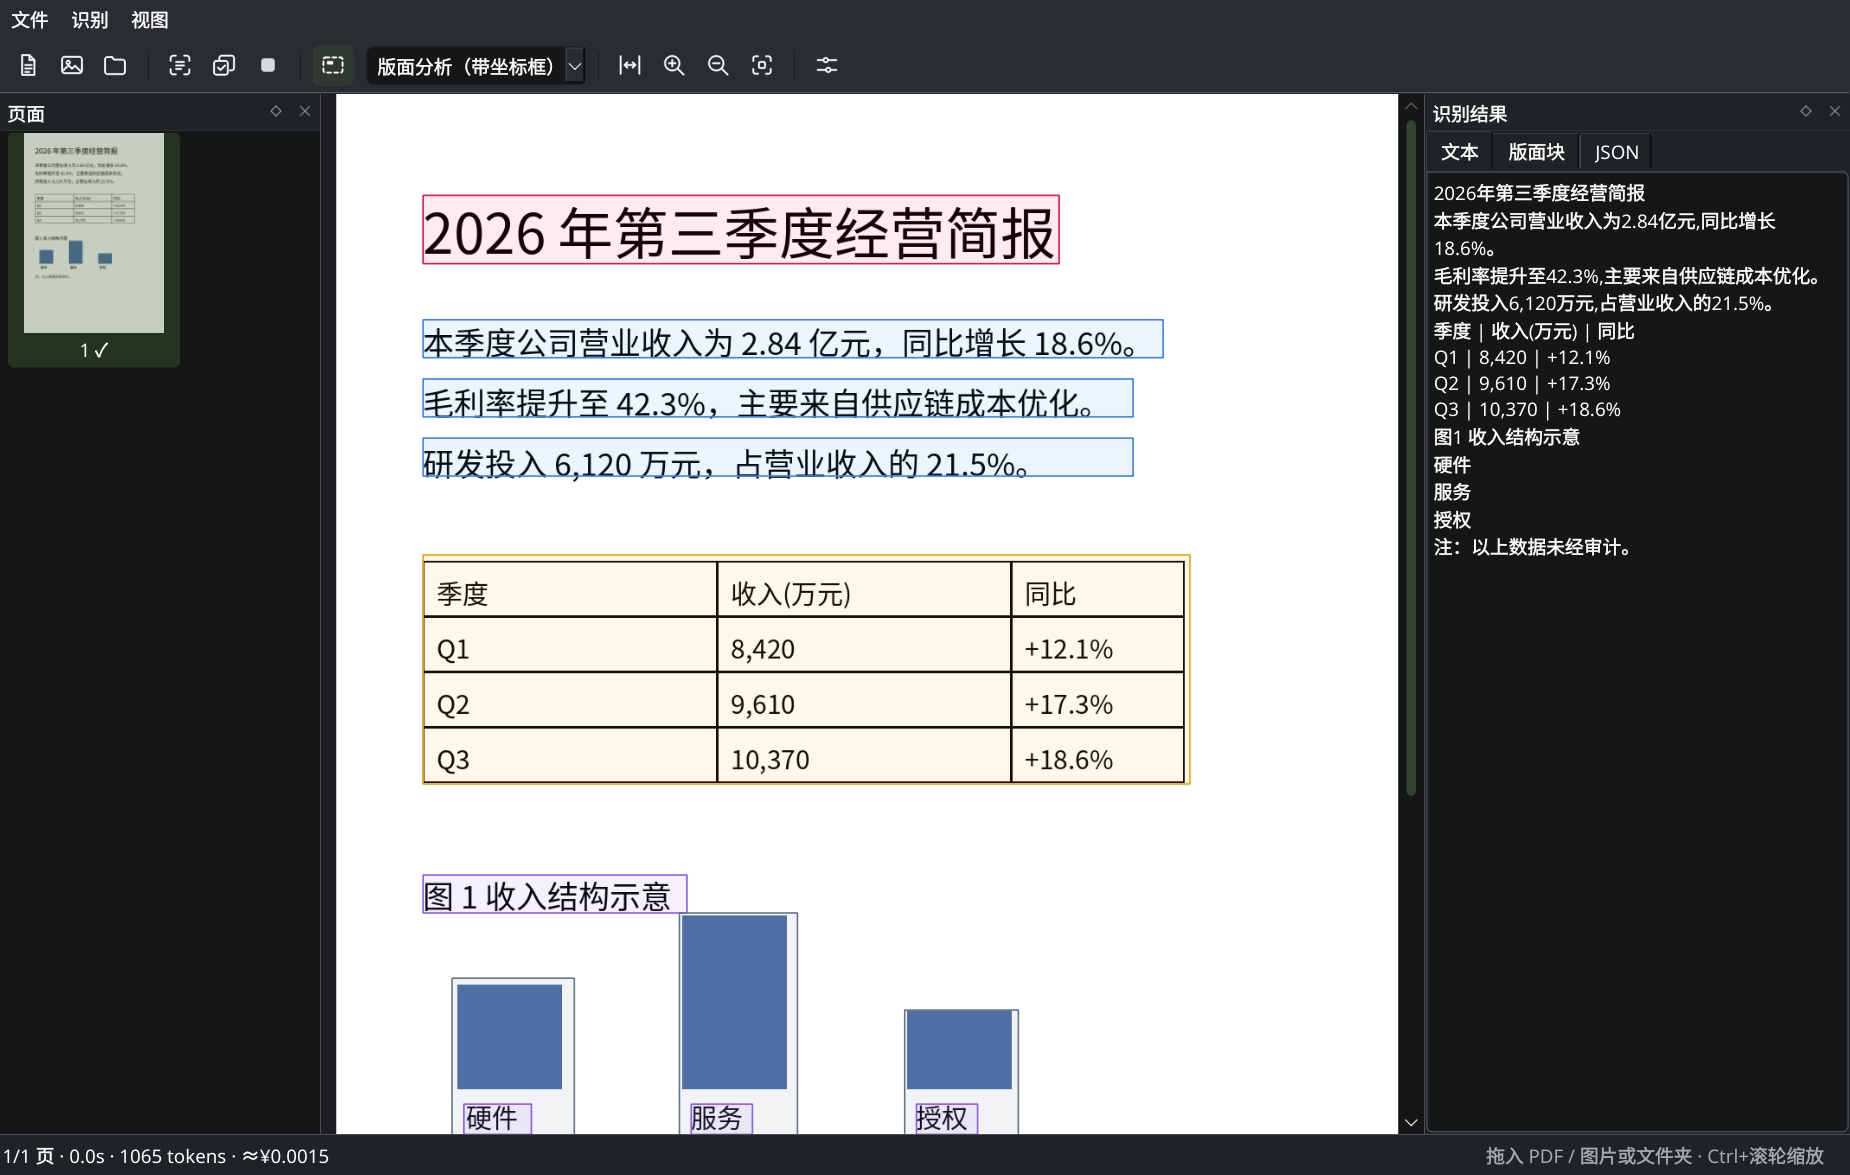 文件 识别 视图
版面分析（带坐标框）
页面
2026 年第三季度经营简报
1 ✓
2026 年第三季度经营简报
本季度公司营业收入为 2.84 亿元，同比增长 18.6%。
毛利率提升至 42.3%，主要来自供应链成本优化。
研发投入 6,120 万元，占营业收入的 21.5%。
季度 收入(万元) 同比
Q1 8,420 +12.1%
Q2 9,610 +17.3%
Q3 10,370 +18.6%
图 1 收入结构示意
硬件 服务 授权
识别结果
文本 版面块 JSON
2026年第三季度经营简报
本季度公司营业收入为2.84亿元,同比增长
18.6%。
毛利率提升至42.3%,主要来自供应链成本优化。
研发投入6,120万元,占营业收入的21.5%。
季度 | 收入(万元) | 同比
Q1 | 8,420 | +12.1%
Q2 | 9,610 | +17.3%
Q3 | 10,370 | +18.6%
图1 收入结构示意
硬件
服务
授权
注：以上数据未经审计。
1/1 页 · 0.0s · 1065 tokens · ≈¥0.0015
拖入 PDF / 图片或文件夹 · Ctrl+滚轮缩放